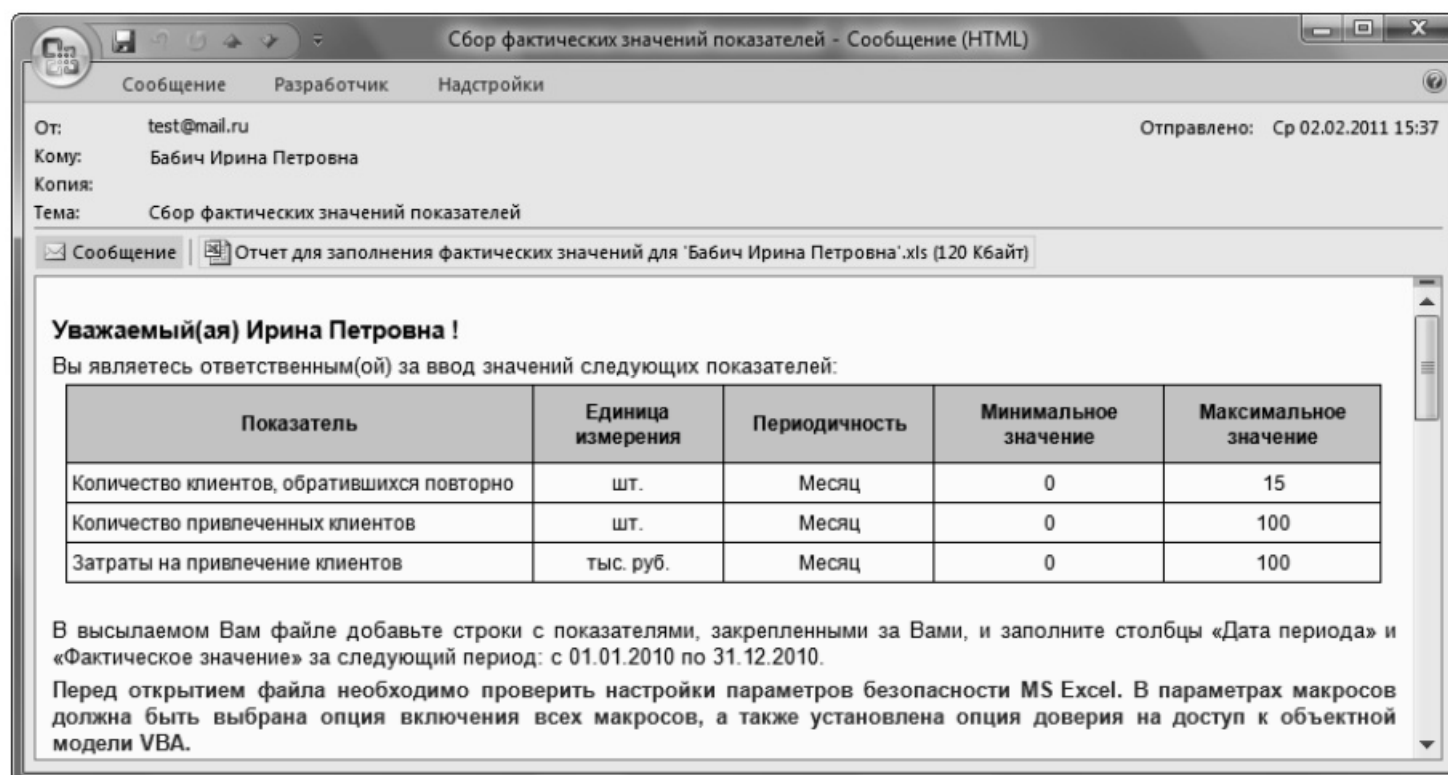 Сбор фактических значений показателей - Сообщение (HTML)
Сообщение Разработчик Надстройки
От: test@mail.ru Отправлено: Ср 02.02.2011 15:37
Кому: Бабич Ирина Петровна
Копия:
Тема: Сбор фактических значений показателей
Сообщение Отчет для заполнения фактических значений для 'Бабич Ирина Петровна'.xls (120 Кбайт)
Уважаемый(ая) Ирина Петровна !
Вы являетесь ответственным(ой) за ввод значений следующих показателей:
Показатель Единица измерения Периодичность Минимальное значение Максимальное значение
Количество клиентов, обратившихся повторно шт. Месяц 0 15
Количество привлеченных клиентов шт. Месяц 0 100
Затраты на привлечение клиентов тыс. руб. Месяц 0 100
В высылаемом Вам файле добавьте строки с показателями, закрепленными за Вами, и заполните столбцы «Дата периода» и
«Фактическое значение» за следующий период: с 01.01.2010 по 31.12.2010.
Перед открытием файла необходимо проверить настройки параметров безопасности MS Excel. В параметрах макросов
должна быть выбрана опция включения всех макросов, а также установлена опция доверия на доступ к объектной
модели VBA.